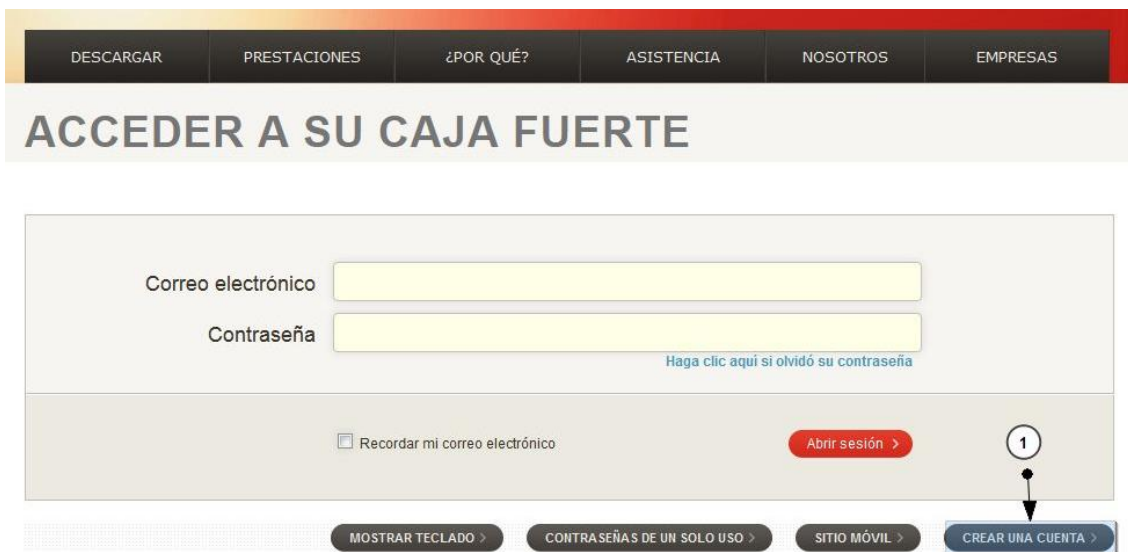 DESCARGAR PRESTACIONES ¿POR QUÉ? ASISTENCIA NOSOTROS EMPRESAS
ACCEDER A SU CAJA FUERTE
Correo electrónico
Contraseña
Haga clic aquí si olvidó su contraseña
Recordar mi correo electrónico Abrir sesión > 1
MOSTRAR TECLADO > CONTRASEÑAS DE UN SOLO USO > SITIO MÓVIL > CREAR UNA CUENTA >